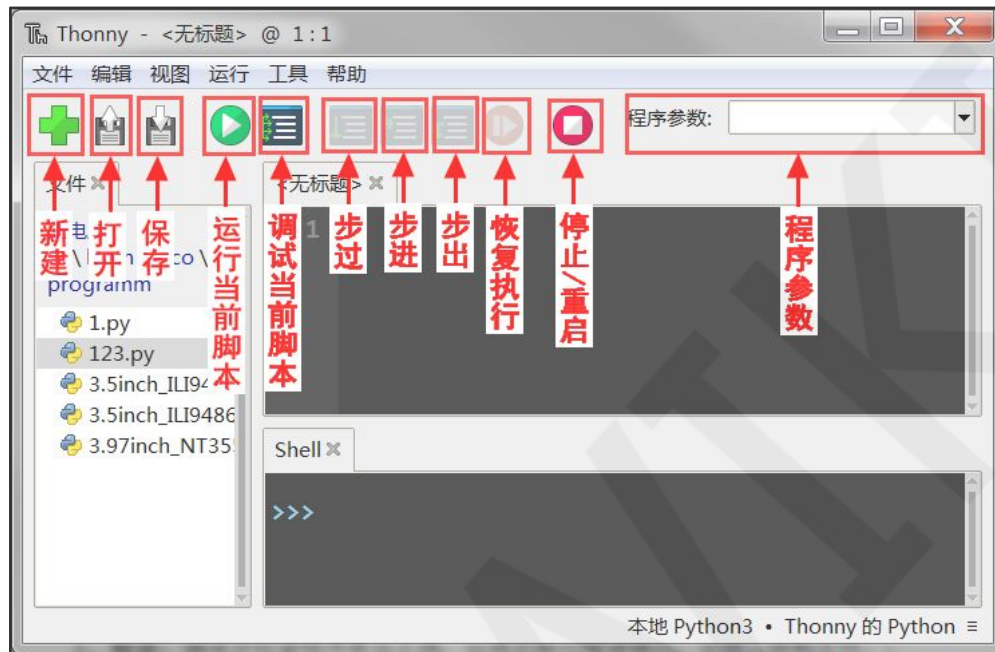 Thonny - <无标题> @ 1:1
文件 编辑 视图 运行 工具 帮助
程序参数:
文件
<无标题>
新建
打开
保存
运行当前脚本
调试当前脚本
步过
步进
步出
恢复执行
停止/重启
程序参数
1
programm
1.py
123.py
3.5inch_ILI94
3.5inch_ILI9486
3.97inch_NT35
Shell
>>>
本地 Python3 • Thonny 的 Python ≡